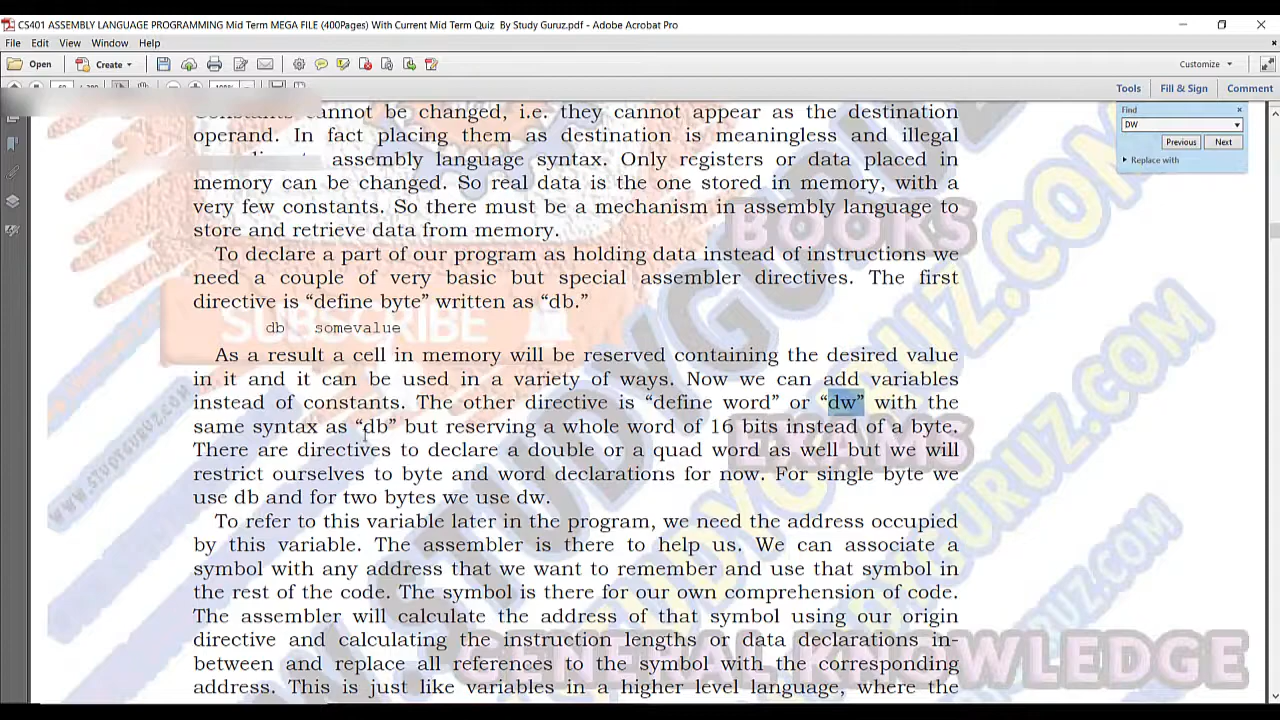 CS401 ASSEMBLY LANGUAGE PROGRAMMING Mid Term MEGA FILE (400Pages) With Current Mid Term Quiz By Study Guruz.pdf - Adobe Acrobat Pro
File Edit View Window Help
Open Create Customize
Tools Fill & Sign Comment
Find
DW
Previous Next
Replace with
cannot be changed, i.e. they cannot appear as the destination
operand. In fact placing them as destination is meaningless and illegal
assembly language syntax. Only registers or data placed in
memory can be changed. So real data is the one stored in memory, with a
very few constants. So there must be a mechanism in assembly language to
store and retrieve data from memory.
To declare a part of our program as holding data instead of instructions we
need a couple of very basic but special assembler directives. The first
directive is “define byte” written as “db.”
db somevalue
As a result a cell in memory will be reserved containing the desired value
in it and it can be used in a variety of ways. Now we can add variables
instead of constants. The other directive is “define word” or “dw” with the
same syntax as “db” but reserving a whole word of 16 bits instead of a byte.
There are directives to declare a double or a quad word as well but we will
restrict ourselves to byte and word declarations for now. For single byte we
use db and for two bytes we use dw.
To refer to this variable later in the program, we need the address occupied
by this variable. The assembler is there to help us. We can associate a
symbol with any address that we want to remember and use that symbol in
the rest of the code. The symbol is there for our own comprehension of code.
The assembler will calculate the address of that symbol using our origin
directive and calculating the instruction lengths or data declarations in-
between and replace all references to the symbol with the corresponding
address. This is just like variables in a higher level language, where the
BOOKS
SUBSCRIBE
WWW.STUDYGURUZ.COM
GENERAL KNOWLEDGE